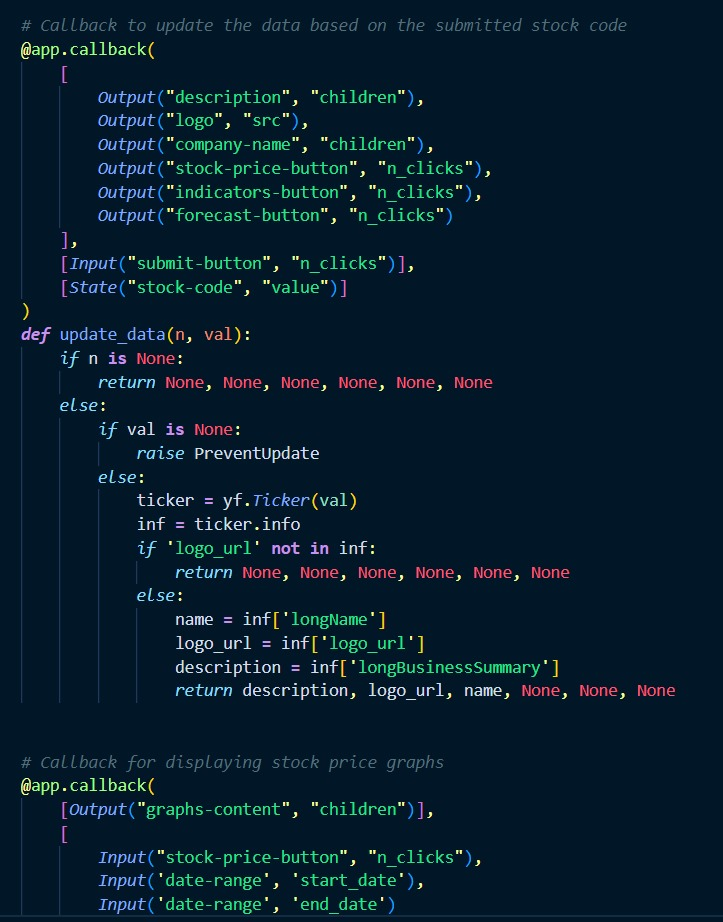 # Callback to update the data based on the submitted stock code
@app.callback(
    [
        Output("description", "children"),
        Output("logo", "src"),
        Output("company-name", "children"),
        Output("stock-price-button", "n_clicks"),
        Output("indicators-button", "n_clicks"),
        Output("forecast-button", "n_clicks")
    ],
    [Input("submit-button", "n_clicks")],
    [State("stock-code", "value")]
)
def update_data(n, val):
    if n is None:
        return None, None, None, None, None, None
    else:
        if val is None:
            raise PreventUpdate
        else:
            ticker = yf.Ticker(val)
            inf = ticker.info
            if 'logo_url' not in inf:
                return None, None, None, None, None, None
            else:
                name = inf['longName']
                logo_url = inf['logo_url']
                description = inf['longBusinessSummary']
                return description, logo_url, name, None, None, None
# Callback for displaying stock price graphs
@app.callback(
    [Output("graphs-content", "children")],
    [
        Input("stock-price-button", "n_clicks"),
        Input('date-range', 'start_date'),
        Input('date-range', 'end_date')